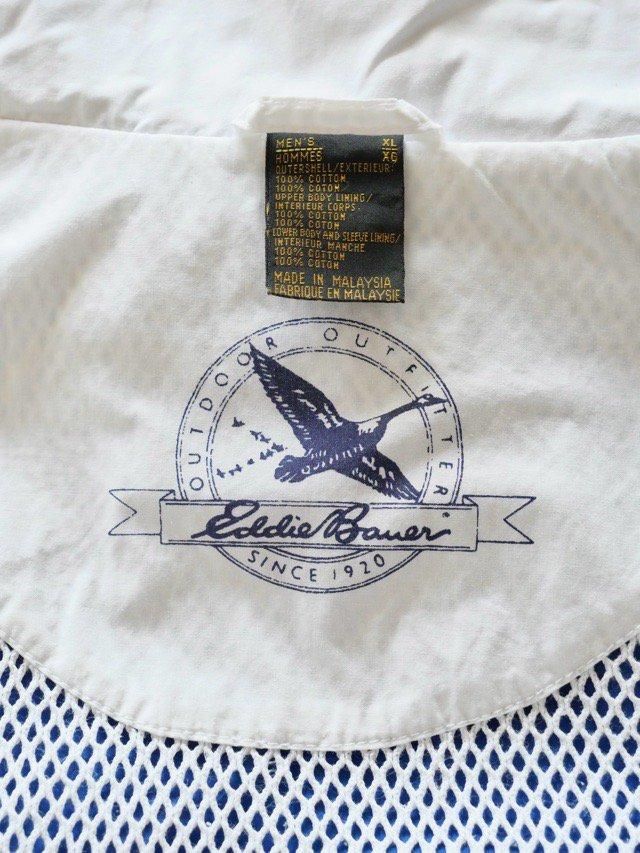 MEN'S XL
HOMMES XG
OUTERSHELL/EXTERIEUR:
100% COTTON
100% COTON
UPPER BODY LINING/
INTERIEUR CORPS:
100% COTTON
100% COTON
LOWER BODY AND SLEEVE LINING/
INTERIEUR MANCHE:
100% COTTON
100% COTON
MADE IN MALAYSIA
FABRIQUE EN MALAYSIE
OUTDOOR OUTFITTER
Eddie Bauer
SINCE 1920